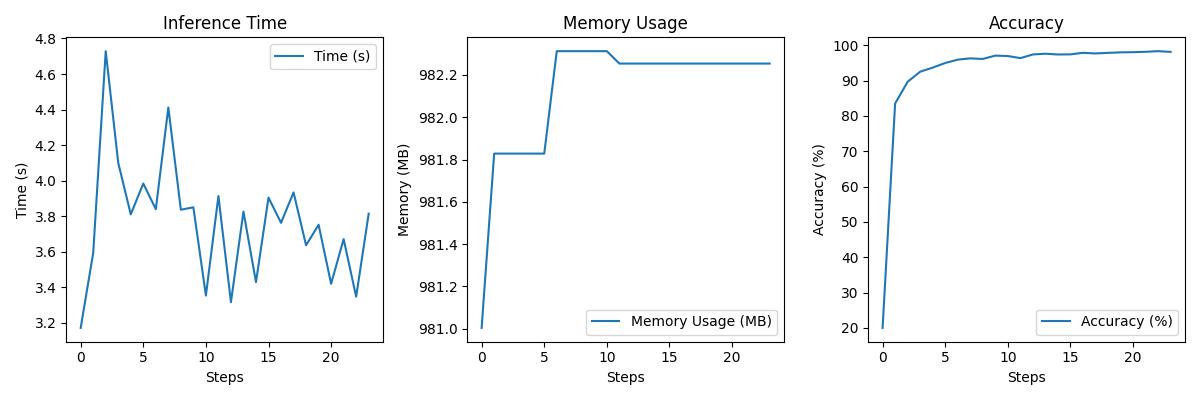 Inference Time
Time (s)
4.8
4.6
4.4
4.2
4.0
3.8
3.6
3.4
3.2
Time (s)
0 5 10 15 20
Steps
Memory Usage
982.2
982.0
981.8
981.6
981.4
981.2
981.0
Memory (MB)
Memory Usage (MB)
0 5 10 15 20
Steps
Accuracy
100
90
80
70
60
50
40
30
20
Accuracy (%)
Accuracy (%)
0 5 10 15 20
Steps